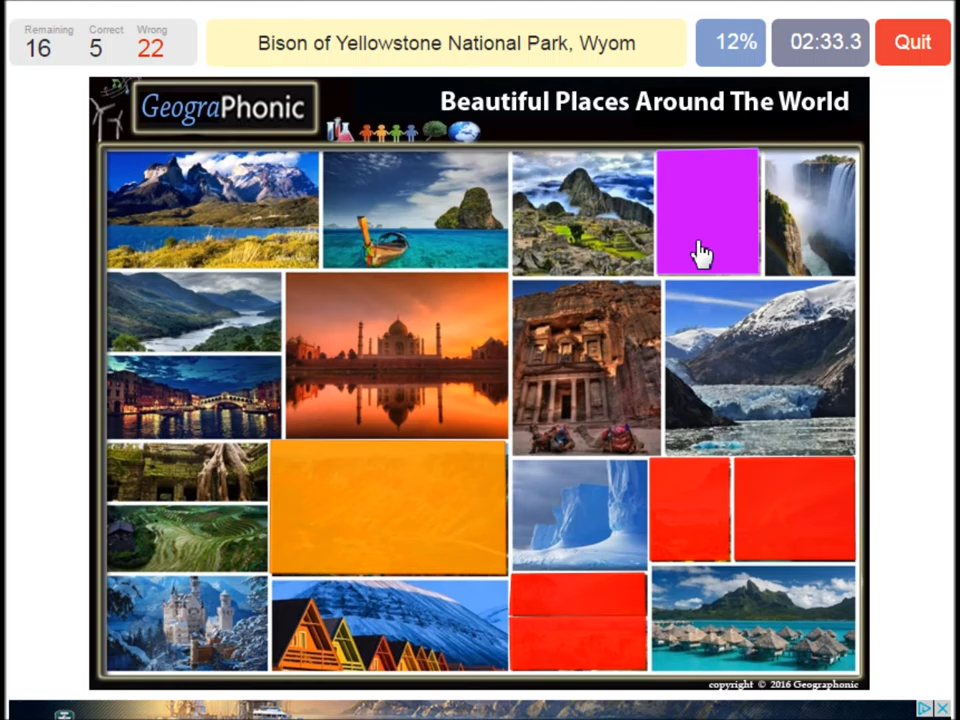 Remaining Correct Wrong
16 5 22
Bison of Yellowstone National Park, Wyom
12%
02:33.3
Quit
GeograPhonic
Beautiful Places Around The World
copyright © 2016 Geographonic